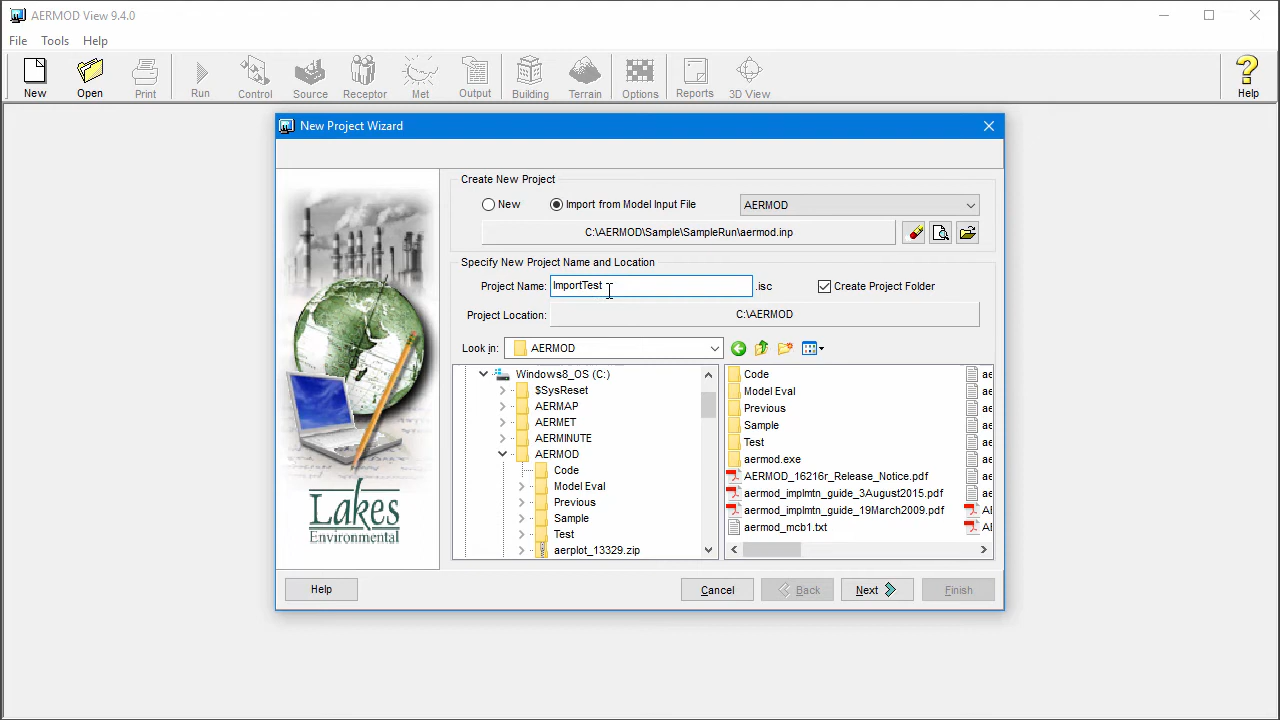 AERMOD View 9.4.0
File Tools Help
New Open Print Run Control Source Receptor Met Output Building Terrain Options Reports 3D View Help
New Project Wizard
Create New Project
New Import from Model Input File AERMOD
C:\AERMOD\Sample\SampleRun\aermod.inp
Specify New Project Name and Location
Project Name: ImportTest .isc Create Project Folder
Project Location: C:\AERMOD
Look in: AERMOD
Windows8_OS (C:)
$SysReset
AERMAP
AERMET
AERMINUTE
AERMOD
Code
Model Eval
Previous
Sample
Test
aerplot_13329.zip
Code
Model Eval
Previous
Sample
Test
aermod.exe
AERMOD_16216r_Release_Notice.pdf
aermod_implmtn_guide_3August2015.pdf
aermod_implmtn_guide_19March2009.pdf
aermod_mcb1.txt
Lakes
Environmental
Help Cancel Back Next Finish